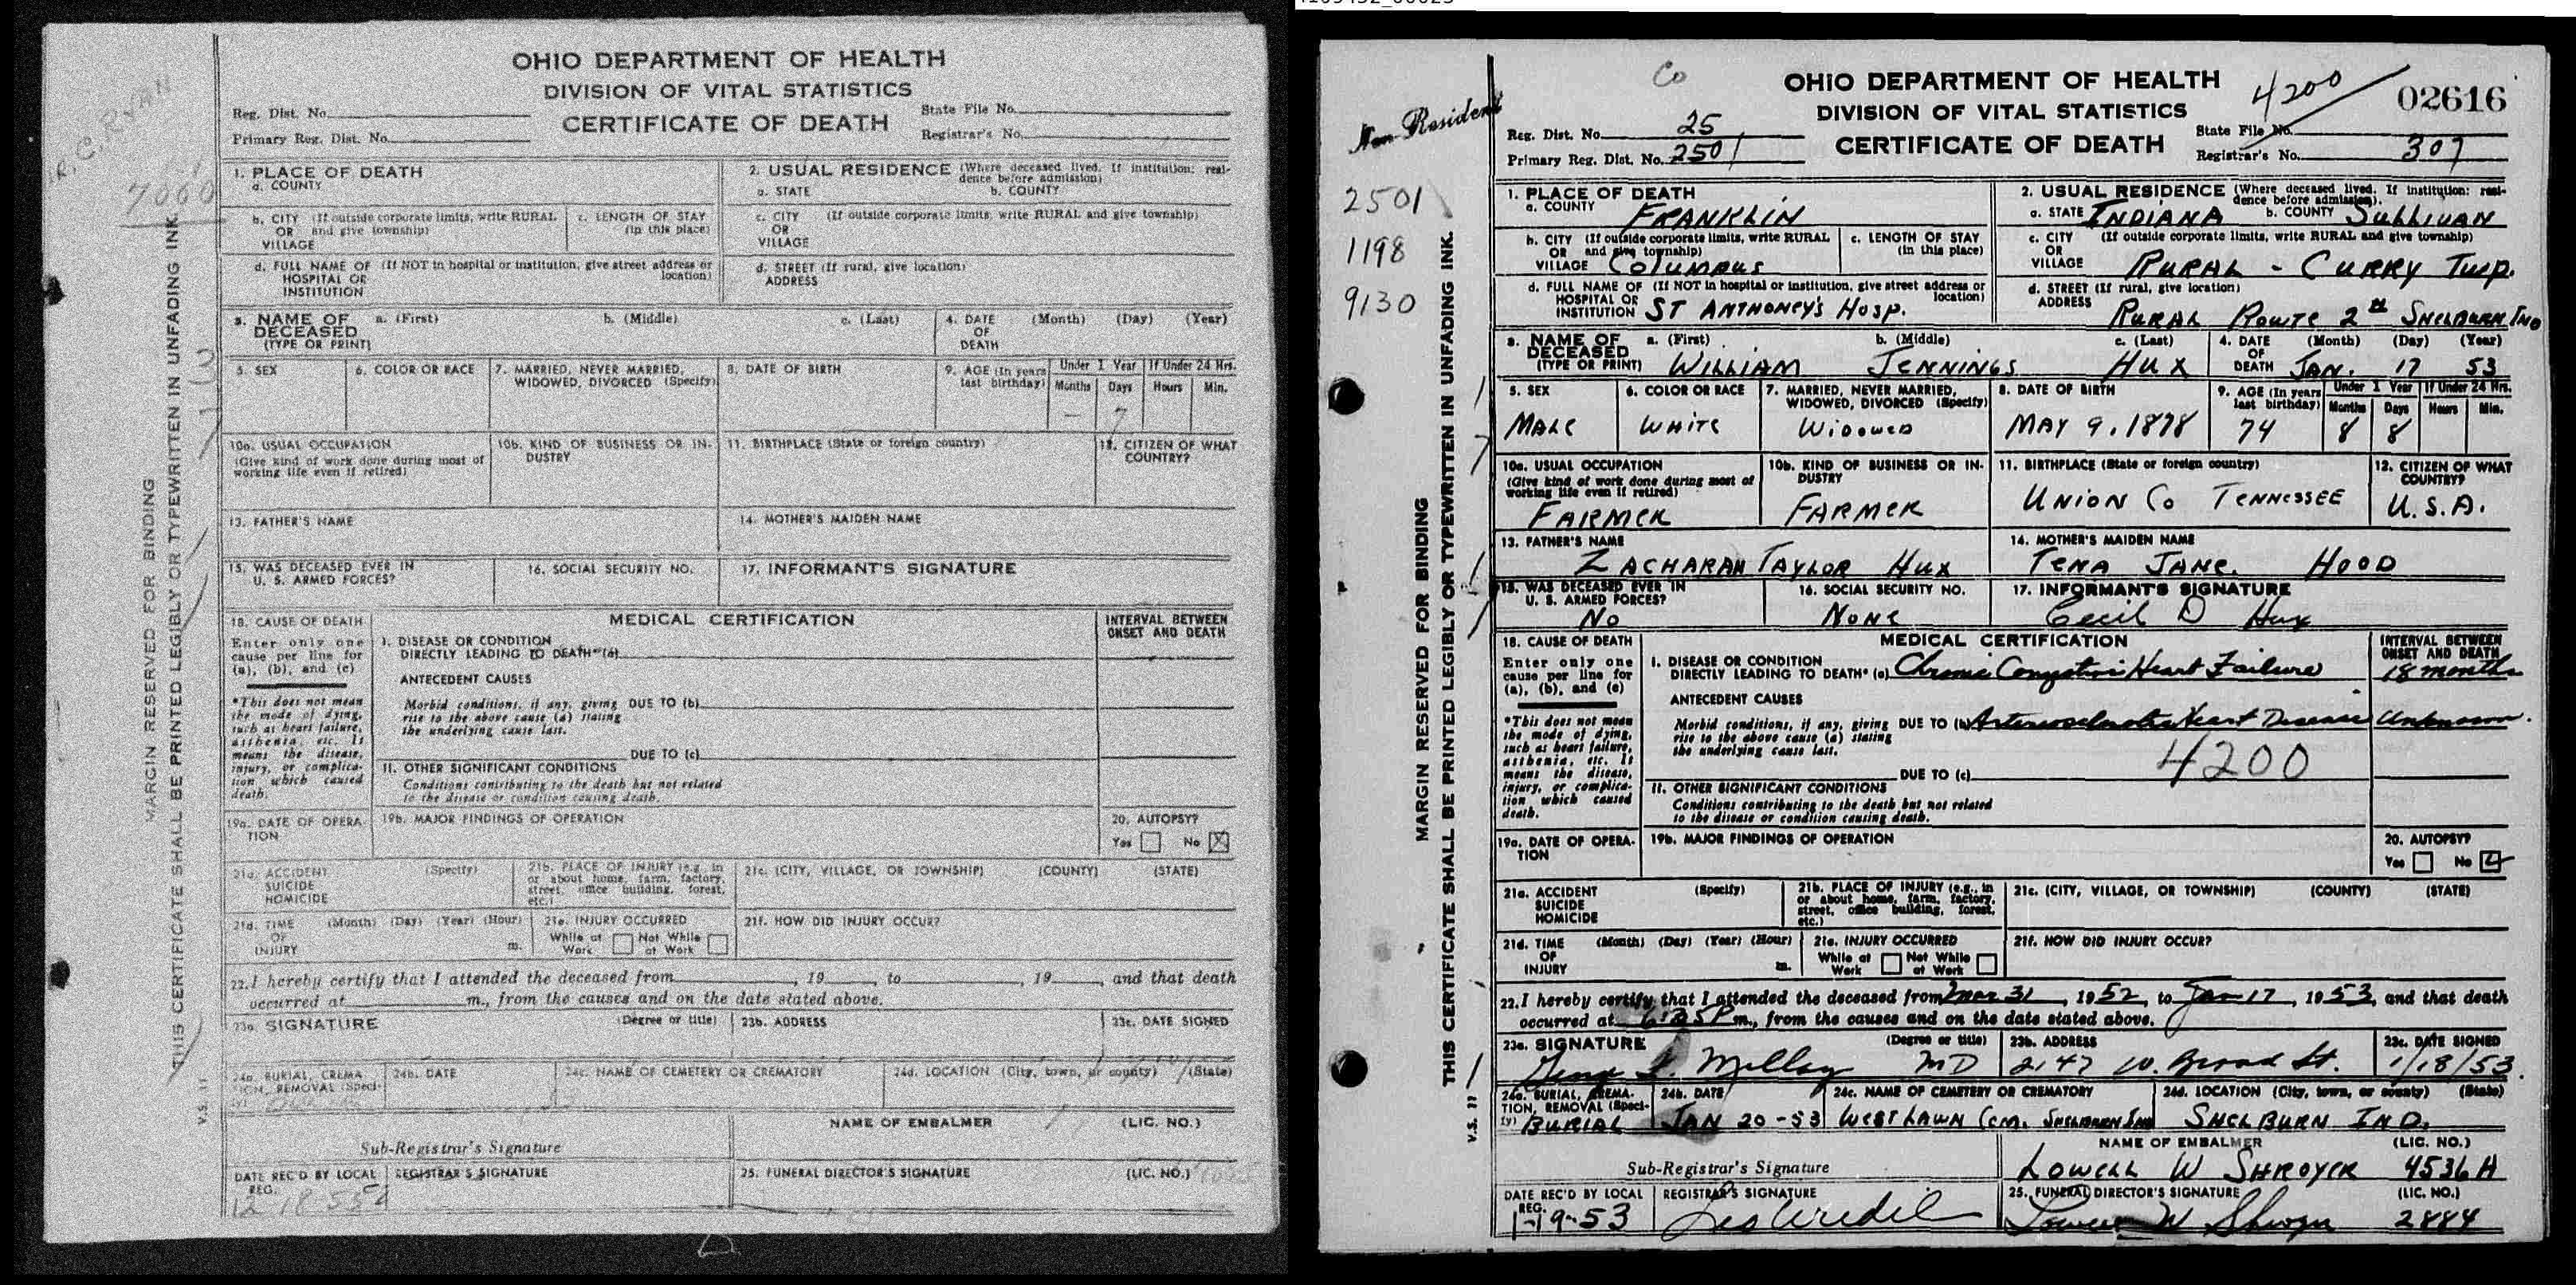 OHIO DEPARTMENT OF HEALTH
DIVISION OF VITAL STATISTICS
CERTIFICATE OF DEATH
Reg. Dist. No.
Primary Reg. Dist. No.
State File No.
Registrar's No.
R. C. RYAN
7060
1. PLACE OF DEATH
a. COUNTY
2. USUAL RESIDENCE (Where deceased lived. If institution: resi-
dence before admission)
a. STATE b. COUNTY
b. CITY (If outside corporate limits, write RURAL
OR and give township)
VILLAGE
c. LENGTH OF STAY
(in this place)
c. CITY (If outside corporate limits, write RURAL and give township)
OR
VILLAGE
d. FULL NAME OF (If NOT in hospital or institution, give street address or
HOSPITAL OR location)
INSTITUTION
d. STREET (If rural, give location)
ADDRESS
3. NAME OF a. (First) b. (Middle) c. (Last)
DECEASED
(TYPE OR PRINT)
4. DATE (Month) (Day) (Year)
OF
DEATH
5. SEX
6. COLOR OR RACE
7. MARRIED, NEVER MARRIED,
WIDOWED, DIVORCED (Specify)
8. DATE OF BIRTH
9. AGE (In years
last birthday)
Under 1 Year If Under 24 Hrs.
Months Days Hours Min.
7
10a. USUAL OCCUPATION
(Give kind of work done during most of
working life even if retired)
10b. KIND OF BUSINESS OR IN-
DUSTRY
11. BIRTHPLACE (State or foreign country)
12. CITIZEN OF WHAT
COUNTRY?
13. FATHER'S NAME
14. MOTHER'S MAIDEN NAME
15. WAS DECEASED EVER IN
U. S. ARMED FORCES?
16. SOCIAL SECURITY NO.
17. INFORMANT'S SIGNATURE
18. CAUSE OF DEATH
Enter only one
cause per line for
(a), (b), and (c)
*This does not mean
the mode of dying,
such as heart failure,
asthenia, etc. It
means the disease,
injury, or complica-
tion which caused
death.
MEDICAL CERTIFICATION
INTERVAL BETWEEN
ONSET AND DEATH
I. DISEASE OR CONDITION
DIRECTLY LEADING TO DEATH* (a)
ANTECEDENT CAUSES
Morbid conditions, if any, giving DUE TO (b)
rise to the above cause (a) stating
the underlying cause last.
DUE TO (c)
II. OTHER SIGNIFICANT CONDITIONS
Conditions contributing to the death but not related
to the disease or condition causing death.
19a. DATE OF OPERA-
TION
19b. MAJOR FINDINGS OF OPERATION
20. AUTOPSY?
Yes No X
21a. ACCIDENT (Specify)
SUICIDE
HOMICIDE
21b. PLACE OF INJURY (e.g., in
or about home, farm, factory,
street, office building, forest,
etc.)
21c. (CITY, VILLAGE, OR TOWNSHIP) (COUNTY) (STATE)
21d. TIME (Month) (Day) (Year) (Hour)
OF
INJURY m.
21e. INJURY OCCURRED
While at Not While
Work at Work
21f. HOW DID INJURY OCCUR?
22. I hereby certify that I attended the deceased from , 19 , to , 19 , and that death
occurred at m., from the causes and on the date stated above.
23a. SIGNATURE (Degree or title)
23b. ADDRESS
23c. DATE SIGNED
24a. BURIAL, CREMA-
TION, REMOVAL (Speci-
fy)
24b. DATE
24c. NAME OF CEMETERY OR CREMATORY
24d. LOCATION (City, town, or county) (State)
NAME OF EMBALMER (LIC. NO.)
Sub-Registrar's Signature
DATE REC'D BY LOCAL
REG.
REGISTRAR'S SIGNATURE
25. FUNERAL DIRECTOR'S SIGNATURE (LIC. NO.)
MARGIN RESERVED FOR BINDING
THIS CERTIFICATE SHALL BE PRINTED LEGIBLY OR TYPEWRITTEN IN UNFADING INK.
V.S. 11
Co
OHIO DEPARTMENT OF HEALTH
DIVISION OF VITAL STATISTICS
CERTIFICATE OF DEATH
4200
02616
Non-Resident
Reg. Dist. No. 25
Primary Reg. Dist. No. 2501
State File No.
Registrar's No. 307
2501
1198
9130
1. PLACE OF DEATH
a. COUNTY FRANKLIN
2. USUAL RESIDENCE (Where deceased lived. If institution: resi-
dence before admission).
a. STATE INDIANA b. COUNTY SULLIVAN
b. CITY (If outside corporate limits, write RURAL
OR and give township)
VILLAGE COLUMBUS
c. LENGTH OF STAY
(in this place)
c. CITY (If outside corporate limits, write RURAL and give township)
OR
VILLAGE RURAL - CURRY TWP.
d. FULL NAME OF (If NOT in hospital or institution, give street address or
HOSPITAL OR location)
INSTITUTION ST ANTHONEY'S HOSP.
d. STREET (If rural, give location)
ADDRESS
RURAL ROUTE 2 SHELBURN, IND
3. NAME OF a. (First) b. (Middle) c. (Last)
DECEASED
(TYPE OR PRINT) WILLIAM JENNINGS HUX
4. DATE (Month) (Day) (Year)
OF
DEATH JAN. 17 53
5. SEX
MALE
6. COLOR OR RACE
WHITE
7. MARRIED, NEVER MARRIED,
WIDOWED, DIVORCED (Specify)
WIDOWED
8. DATE OF BIRTH
MAY 9, 1878
9. AGE (In years
last birthday)
74
Under 1 Year If Under 24 Hrs.
Months Days Hours Min.
8 8
10a. USUAL OCCUPATION
(Give kind of work done during most of
working life even if retired)
FARMER
10b. KIND OF BUSINESS OR IN-
DUSTRY
FARMER
11. BIRTHPLACE (State or foreign country)
UNION CO TENNESSEE
12. CITIZEN OF WHAT
COUNTRY?
U.S.A.
13. FATHER'S NAME
ZACHARAH TAYLOR HUX
14. MOTHER'S MAIDEN NAME
TENA JANE HOOD
15. WAS DECEASED EVER IN
U. S. ARMED FORCES?
NO
16. SOCIAL SECURITY NO.
NONE
17. INFORMANT'S SIGNATURE
Cecil D Hux
18. CAUSE OF DEATH
Enter only one
cause per line for
(a), (b), and (c)
*This does not mean
the mode of dying,
such as heart failure,
asthenia, etc. It
means the disease,
injury, or complica-
tion which caused
death.
MEDICAL CERTIFICATION
INTERVAL BETWEEN
ONSET AND DEATH
I. DISEASE OR CONDITION
DIRECTLY LEADING TO DEATH* (a) Chronic Congestive Heart Failure 18 months
ANTECEDENT CAUSES
Morbid conditions, if any, giving DUE TO (b) Arteriosclerotic Heart Disease Unknown.
rise to the above cause (a) stating
the underlying cause last.
4200
DUE TO (c)
II. OTHER SIGNIFICANT CONDITIONS
Conditions contributing to the death but not related
to the disease or condition causing death.
19a. DATE OF OPERA-
TION
19b. MAJOR FINDINGS OF OPERATION
20. AUTOPSY?
Yes No
21a. ACCIDENT (Specify)
SUICIDE
HOMICIDE
21b. PLACE OF INJURY (e.g., in
or about home, farm, factory,
street, office building, forest,
etc.)
21c. (CITY, VILLAGE, OR TOWNSHIP) (COUNTY) (STATE)
21d. TIME (Month) (Day) (Year) (Hour)
OF
INJURY m.
21e. INJURY OCCURRED
While at Not While
Work at Work
21f. HOW DID INJURY OCCUR?
22. I hereby certify that I attended the deceased from 31, 1952, to Jan 17, 1953, and that death
occurred at 6:25 P m., from the causes and on the date stated above.
23a. SIGNATURE (Degree or title)
MD
23b. ADDRESS
2147 W. Broad St.
23c. DATE SIGNED
1/18/53
24a. BURIAL, CREMA-
TION, REMOVAL (Speci-
fy) BURIAL
24b. DATE
JAN 20-53
24c. NAME OF CEMETERY OR CREMATORY
WEST LAWN CEM. SHELBURN IND
24d. LOCATION (City, town, or county) (State)
SHELBURN IND.
NAME OF EMBALMER (LIC. NO.)
Sub-Registrar's Signature
LOWELL W SHROYER 4536A
DATE REC'D BY LOCAL
REG.
1-19-53
REGISTRAR'S SIGNATURE
25. FUNERAL DIRECTOR'S SIGNATURE (LIC. NO.)
Lowell W Shroyer 2884
MARGIN RESERVED FOR BINDING
THIS CERTIFICATE SHALL BE PRINTED LEGIBLY OR TYPEWRITTEN IN UNFADING INK.
V.S. 11